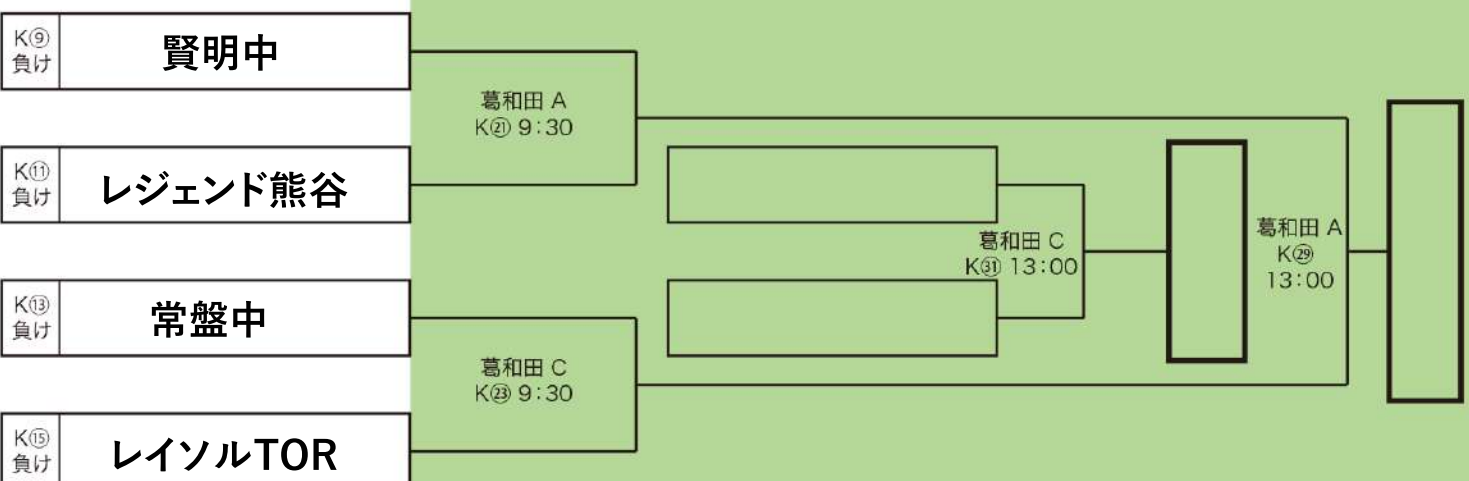 K⑨
負け
賢明中
葛和田 A
K㉑ 9:30
K⑪
負け
レジェンド熊谷
葛和田 C
K㉛ 13:00
葛和田 A
K㉙
13:00
K⑬
負け
常盤中
葛和田 C
K㉓ 9:30
K⑮
負け
レイソルTOR